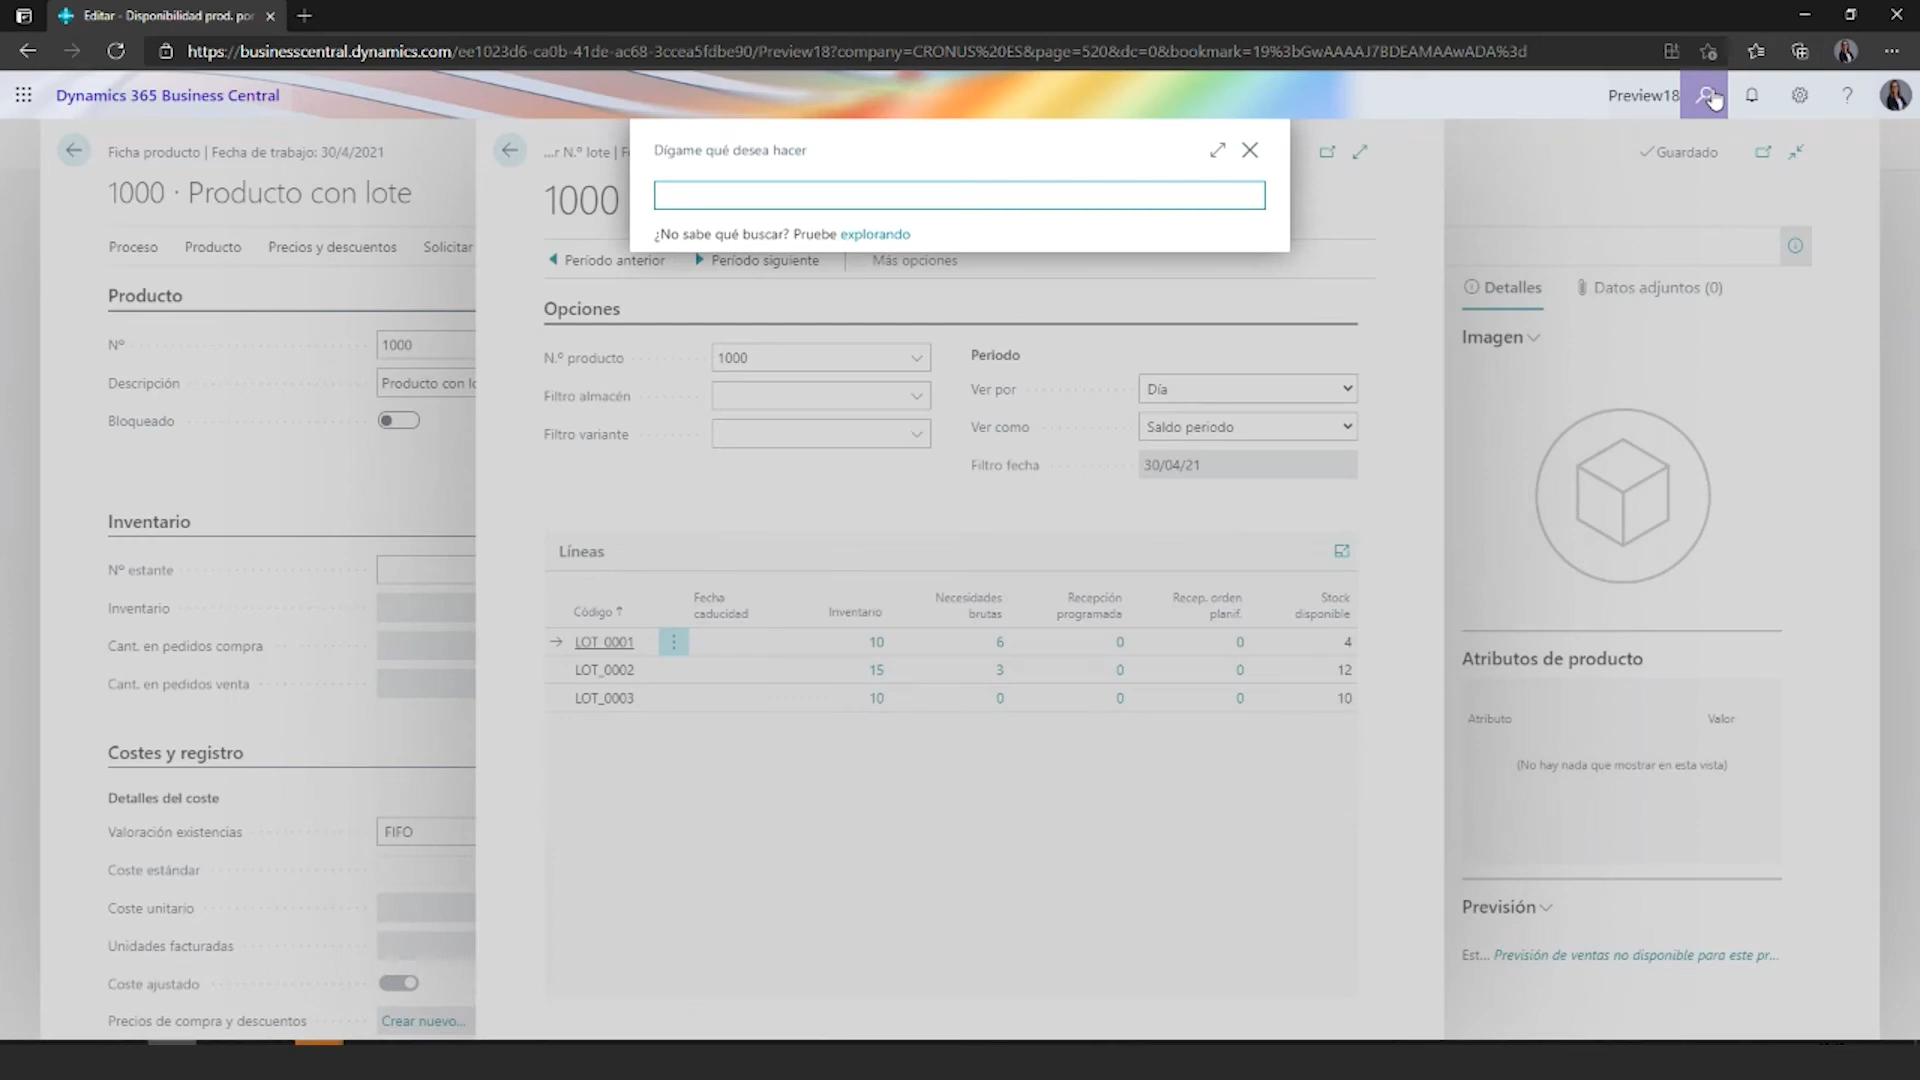 Editar - Disponibilidad prod. por
https://businesscentral.dynamics.com/ee1023d6-ca0b-41de-ac68-3ccea5fdbe90/Preview18?company=CRONUS%20ES&page=520&dc=0&bookmark=19%3bGwAAAAJ7BDEAMAAwADA%3d
Dynamics 365 Business Central
Preview18
Dígame qué desea hacer
¿No sabe qué buscar? Pruebe explorando
Ficha producto | Fecha de trabajo: 30/4/2021
1000 · Producto con lote
Proceso Producto Precios y descuentos Solicitar
Producto
Nº 1000
Descripción Producto con lo
Bloqueado
Inventario
Nº estante
Inventario
Cant. en pedidos compra
Cant. en pedidos venta
Costes y registro
Detalles del coste
Valoración existencias FIFO
Coste estándar
Coste unitario
Unidades facturadas
Coste ajustado
Precios de compra y descuentos Crear nuevo...
...r N.º lote | F
1000
Período anterior Período siguiente Más opciones
Opciones
N.º producto 1000
Filtro almacén
Filtro variante
Periodo
Ver por Día
Ver como Saldo periodo
Filtro fecha 30/04/21
Líneas
Código Fecha caducidad Inventario Necesidades brutas Recepción programada Recep. orden planif. Stock disponible
LOT_0001 10 6 0 0 4
LOT_0002 15 3 0 0 12
LOT_0003 10 0 0 0 10
Guardado
Detalles Datos adjuntos (0)
Imagen
Atributos de producto
Atributo Valor
(No hay nada que mostrar en esta vista)
Previsión
Est... Previsión de ventas no disponible para este pr...